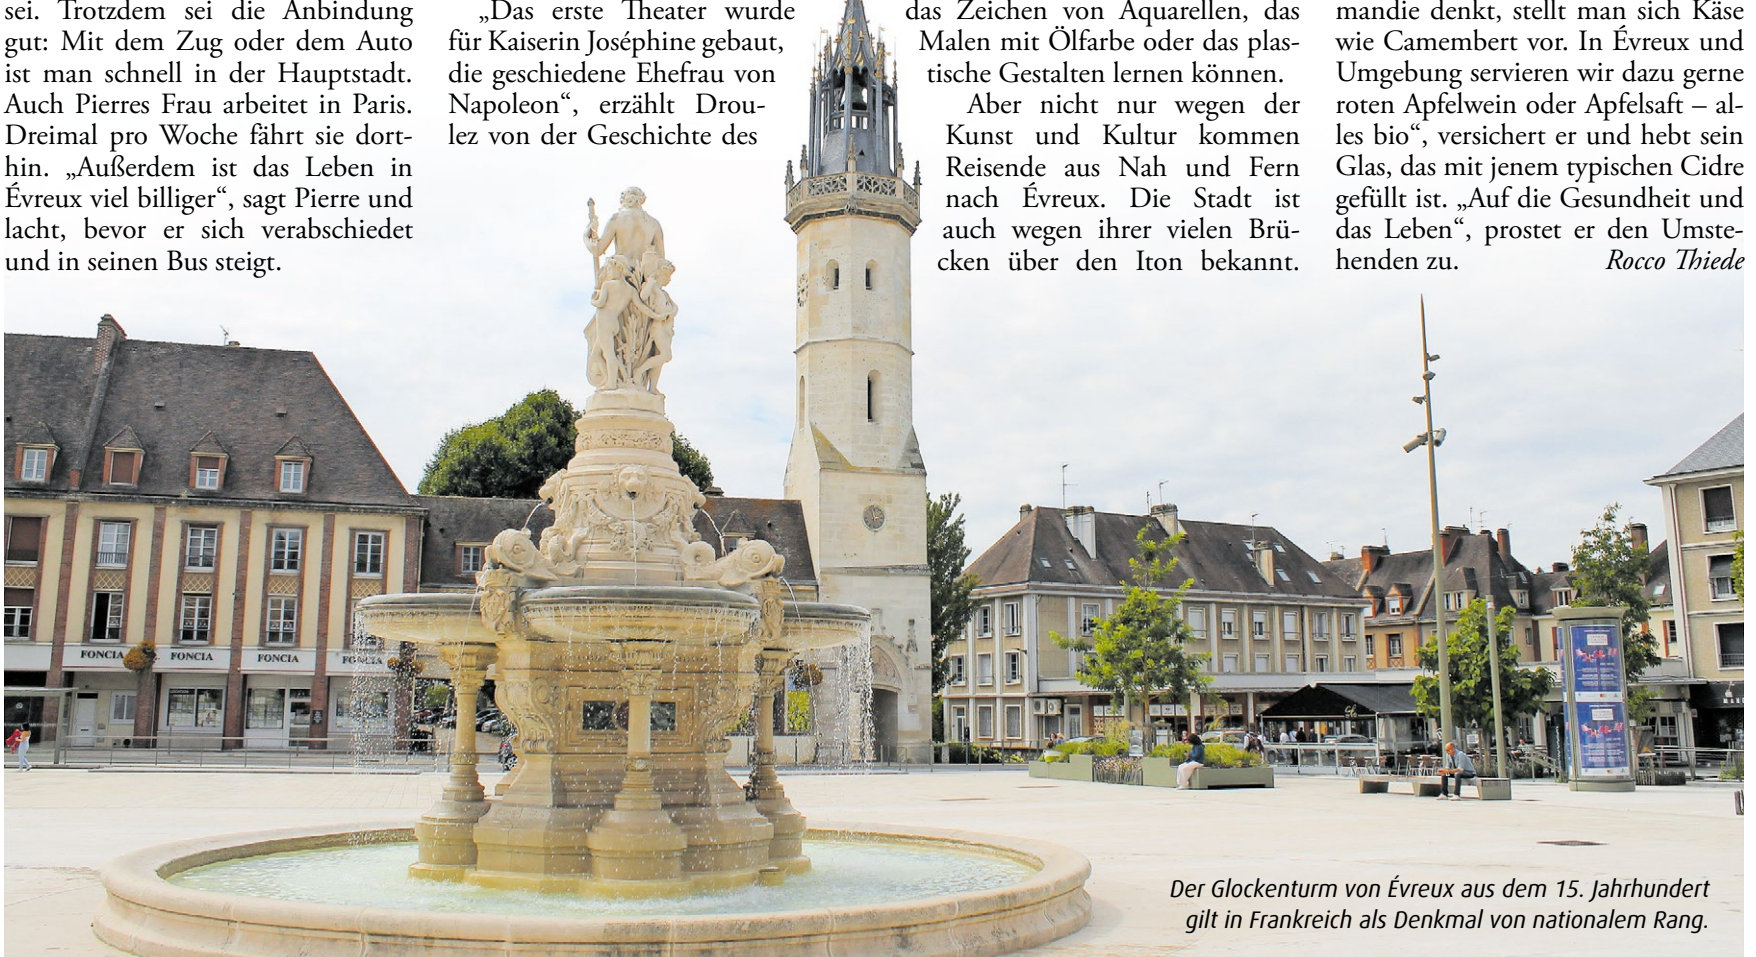 sei. Trotzdem sei die Anbindung
gut: Mit dem Zug oder dem Auto
ist man schnell in der Hauptstadt.
Auch Pierres Frau arbeitet in Paris.
Dreimal pro Woche fährt sie dort-
hin. „Außerdem ist das Leben in
Évreux viel billiger“, sagt Pierre und
lacht, bevor er sich verabschiedet
und in seinen Bus steigt.
„Das erste Theater wurde
für Kaiserin Joséphine gebaut,
die geschiedene Ehefrau von
Napoleon“, erzählt Drou-
lez von der Geschichte des
das Zeichen von Aquarellen, das
Malen mit Ölfarbe oder das plas-
tische Gestalten lernen können.
Aber nicht nur wegen der
Kunst und Kultur kommen
Reisende aus Nah und Fern
nach Évreux. Die Stadt ist
auch wegen ihrer vielen Brü-
cken über den Iton bekannt.
mandie denkt, stellt man sich Käse
wie Camembert vor. In Évreux und
Umgebung servieren wir dazu gerne
roten Apfelwein oder Apfelsaft – al-
les bio“, versichert er und hebt sein
Glas, das mit jenem typischen Cidre
gefüllt ist. „Auf die Gesundheit und
das Leben“, prostet er den Umste-
henden zu. Rocco Thiede
FONCIA FONCIA FONCIA FONCIA
Der Glockenturm von Évreux aus dem 15. Jahrhundert
gilt in Frankreich als Denkmal von nationalem Rang.